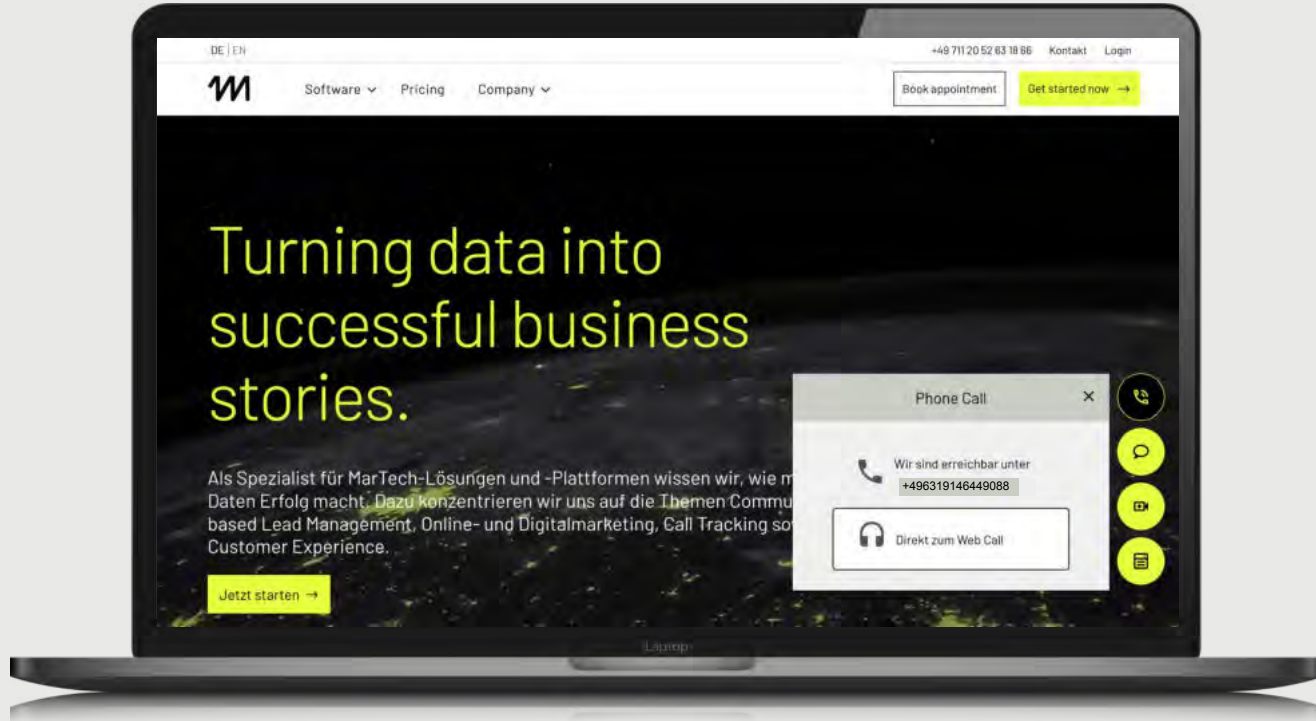 DE | EN
+49 711 20 52 63 18 66 Kontakt Login
Software Pricing Company
Book appointment
Get started now →
Turning data into
successful business
stories.
Als Spezialist für MarTech-Lösungen und -Plattformen wissen wir, wie m
Daten Erfolg macht. Dazu konzentrieren wir uns auf die Themen Commu
based Lead Management, Online- und Digitalmarketing, Call Tracking so
Customer Experience.
Jetzt starten →
Phone Call ×
Wir sind erreichbar unter
+496319146449088
Direkt zum Web Call
Laptop